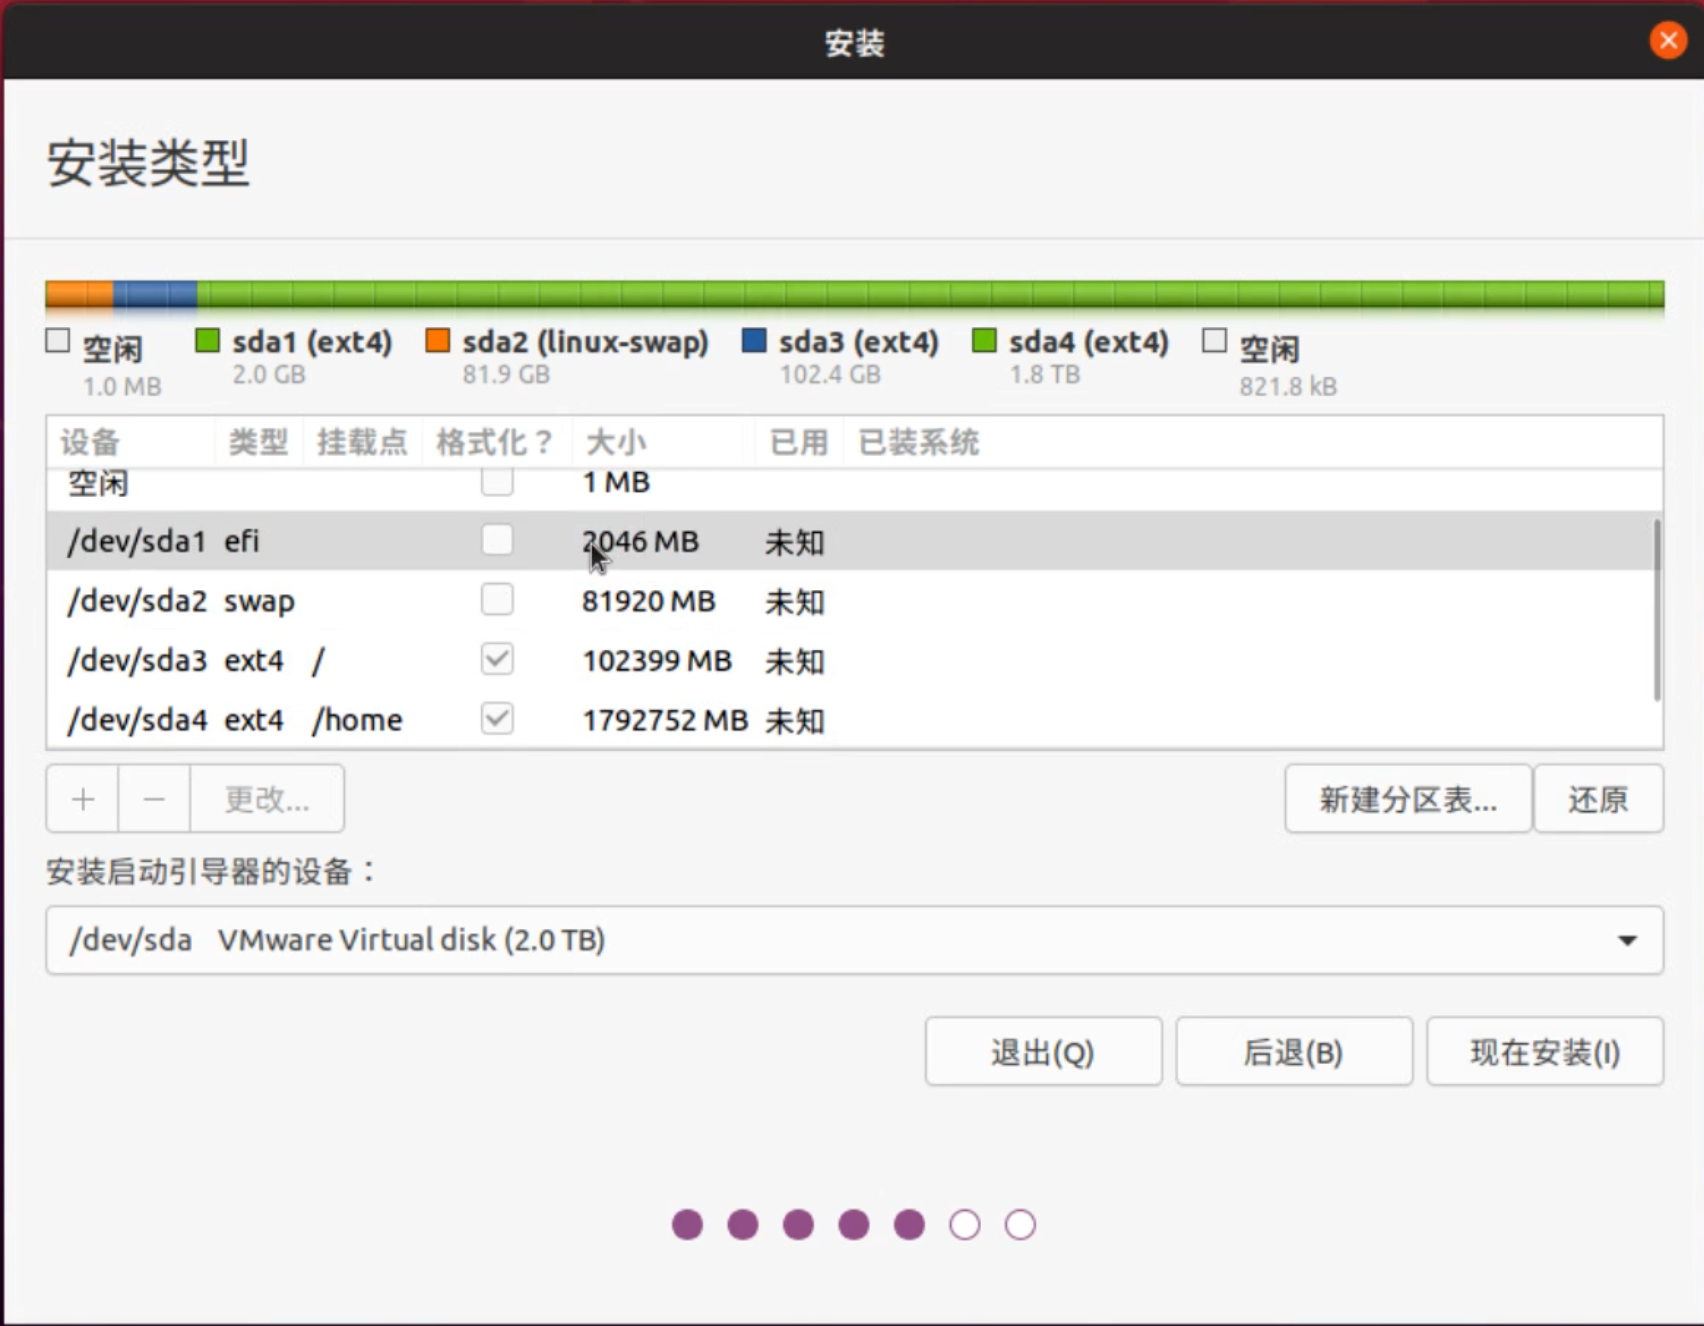 安装
安装类型
空闲 sda1 (ext4) sda2 (linux-swap) sda3 (ext4) sda4 (ext4) 空闲
1.0 MB 2.0 GB 81.9 GB 102.4 GB 1.8 TB 821.8 kB
设备 类型 挂载点 格式化？ 大小 已用 已装系统
空闲 1 MB
/dev/sda1 efi 2046 MB 未知
/dev/sda2 swap 81920 MB 未知
/dev/sda3 ext4 / 102399 MB 未知
/dev/sda4 ext4 /home 1792752 MB 未知
+ − 更改... 新建分区表... 还原
安装启动引导器的设备：
/dev/sda VMware Virtual disk (2.0 TB)
退出(Q) 后退(B) 现在安装(I)